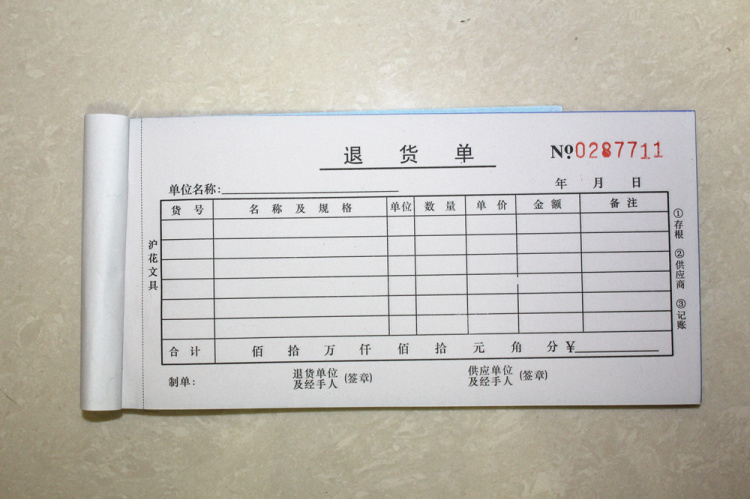 退货单
№0287711
单位名称:
年 月 日
货号 名称及规格 单位 数量 单价 金额 备注
合计 佰 拾 万 仟 佰 拾 元 角 分 ¥
制单: 退货单位及经手人 (签章) 供应单位及经手人 (签章)
沪花文具
①存根 ②供应商 ③记账